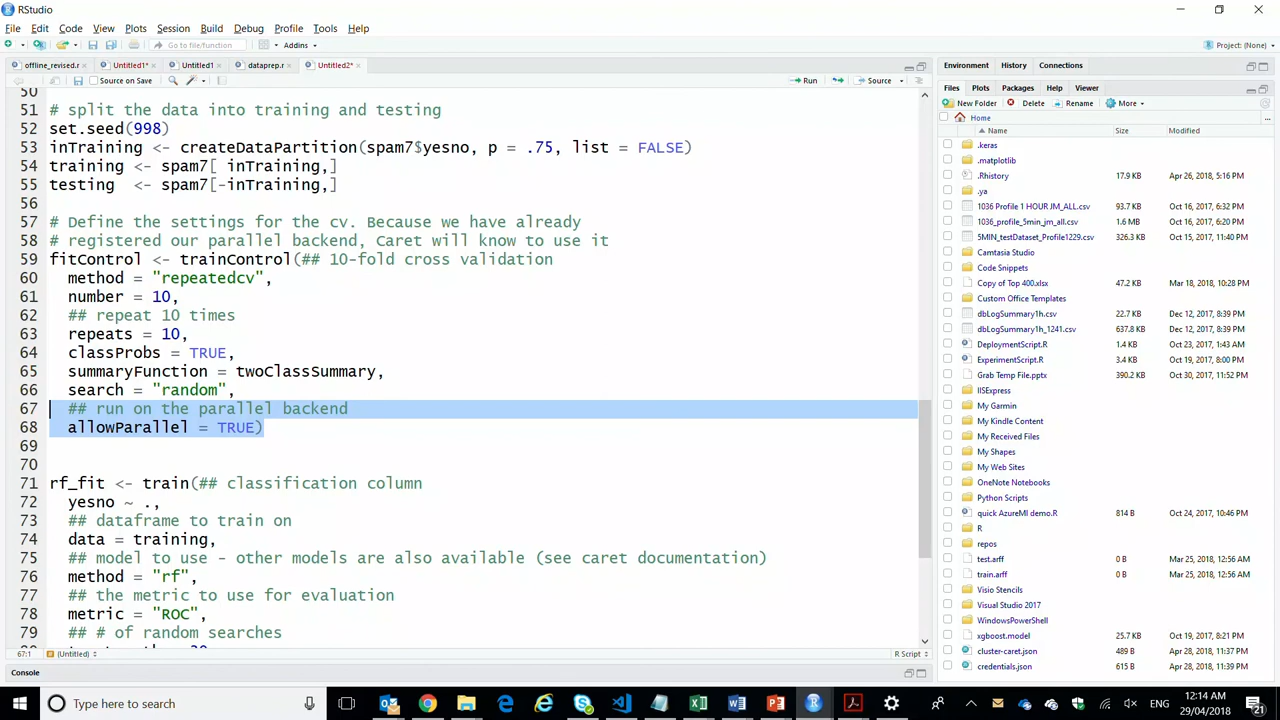 RStudio
File Edit Code View Plots Session Build Debug Profile Tools Help
Go to file/function Addins Project: (None)
offline_revised.r Untitled1* Untitled1 dataprep.r Untitled2*
Source on Save Run Source
50
51 # split the data into training and testing
52 set.seed(998)
53 inTraining <- createDataPartition(spam7$yesno, p = .75, list = FALSE)
54 training <- spam7[ inTraining,]
55 testing  <- spam7[-inTraining,]
56
57 # Define the settings for the cv. Because we have already
58 # registered our parallel backend, Caret will know to use it
59 fitControl <- trainControl(## 10-fold cross validation
60   method = "repeatedcv",
61   number = 10,
62   ## repeat 10 times
63   repeats = 10,
64   classProbs = TRUE,
65   summaryFunction = twoClassSummary,
66   search = "random",
67   ## run on the parallel backend
68   allowParallel = TRUE)
69
70
71 rf_fit <- train(## classification column
72   yesno ~ .,
73   ## dataframe to train on
74   data = training,
75   ## model to use - other models are also available (see caret documentation)
76   method = "rf",
77   ## the metric to use for evaluation
78   metric = "ROC",
79   ## # of random searches
67:1 (Untitled) R Script
Console
Environment History Connections
Files Plots Packages Help Viewer
New Folder Delete Rename More
Home
Name Size Modified
.keras
.matplotlib
.Rhistory 17.9 KB Apr 26, 2018, 5:16 PM
.ya
1036 Profile 1 HOUR JM_ALL.csv 93.7 KB Oct 16, 2017, 6:32 PM
1036_profile_5min_jm_all.csv 1.6 MB Oct 16, 2017, 6:20 PM
5MIN_testDataset_Profile1229.csv 326.3 KB Oct 15, 2017, 11:40 PM
Camtasia Studio
Code Snippets
Copy of Top 400.xlsx 47.2 KB Mar 18, 2018, 10:28 PM
Custom Office Templates
dbLogSummary1h.csv 22.7 KB Dec 12, 2017, 8:39 PM
dbLogSummary1h_1241.csv 637.8 KB Dec 12, 2017, 8:39 PM
DeploymentScript.R 1.4 KB Oct 23, 2017, 1:43 AM
ExperimentScript.R 3.4 KB Oct 19, 2017, 8:00 PM
Grab Temp File.pptx 390.2 KB Oct 30, 2017, 11:52 PM
IISExpress
My Garmin
My Kindle Content
My Received Files
My Shapes
My Web Sites
OneNote Notebooks
Python Scripts
quick AzureMl demo.R 814 B Oct 24, 2017, 10:46 PM
R
repos
test.arff 0 B Mar 25, 2018, 12:56 AM
train.arff 0 B Mar 25, 2018, 12:56 AM
Visio Stencils
Visual Studio 2017
WindowsPowerShell
xgboost.model 25.7 KB Oct 19, 2017, 8:21 PM
cluster-caret.json 489 B Apr 28, 2018, 11:37 PM
credentials.json 615 B Apr 28, 2018, 11:39 PM
Type here to search
ENG 12:14 AM
29/04/2018 21